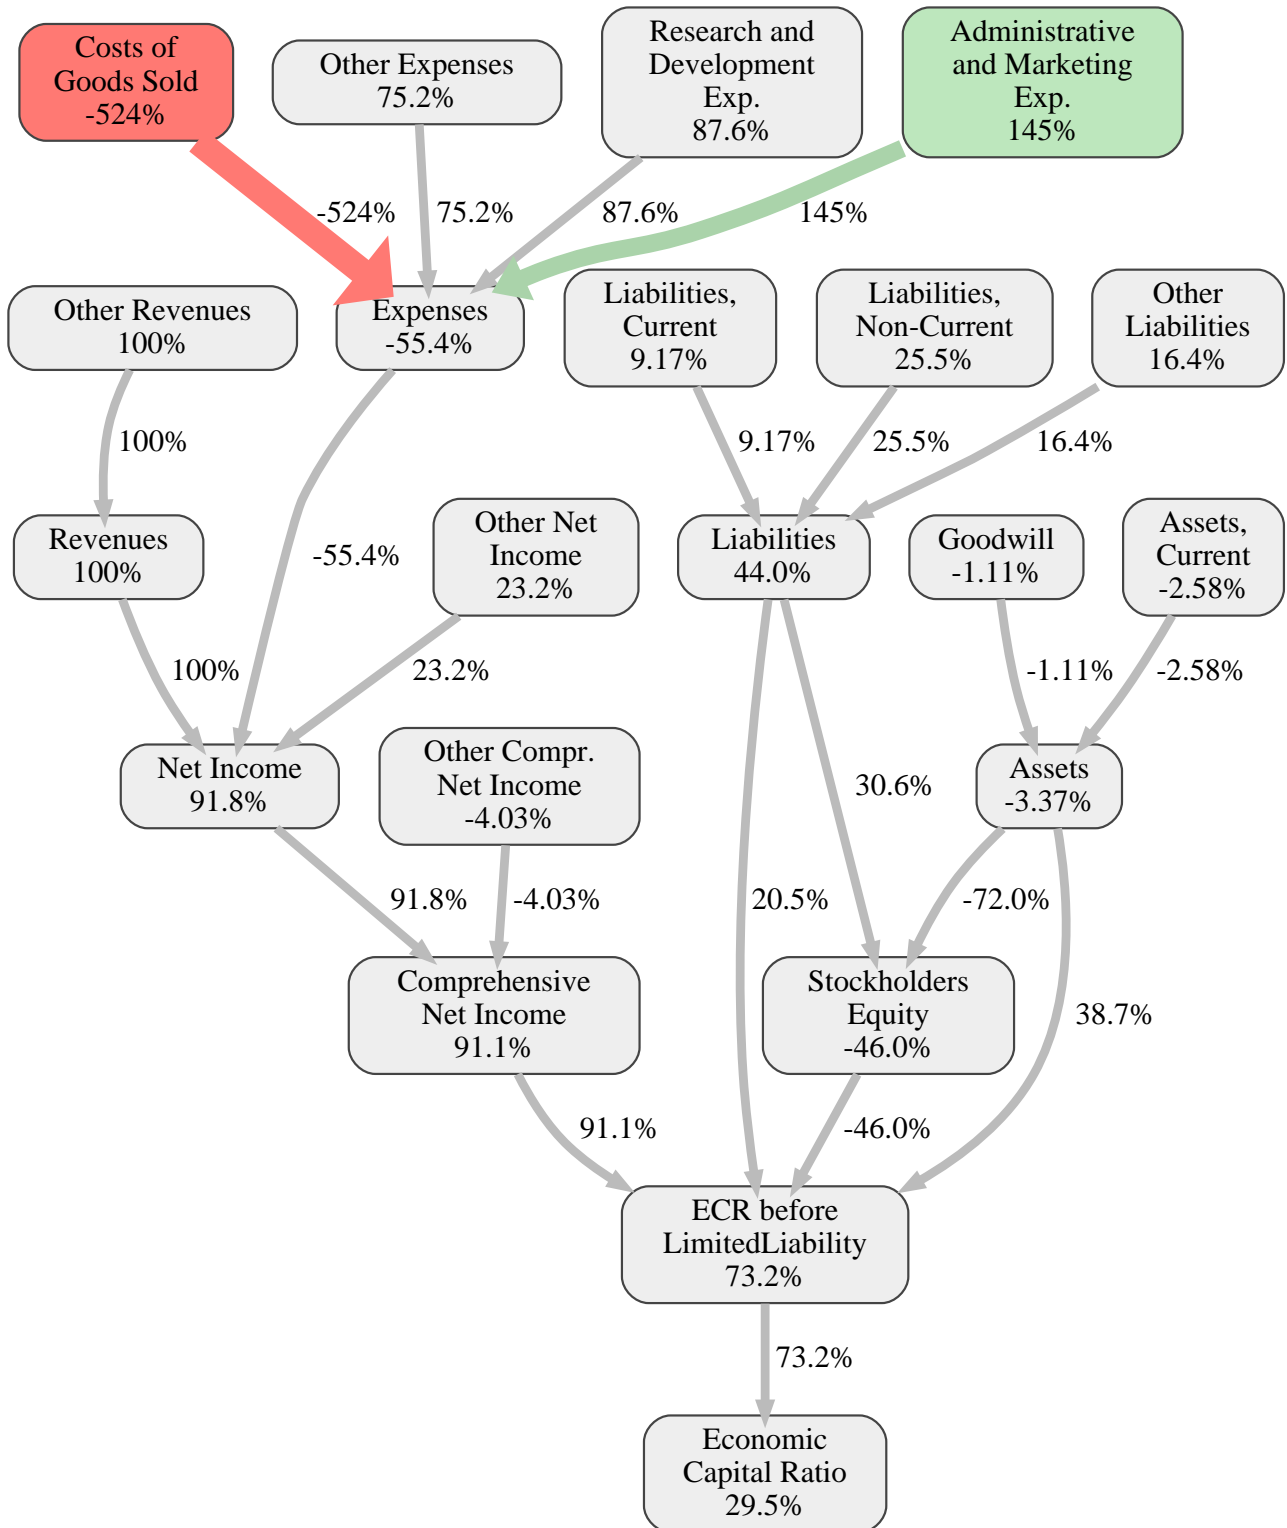 Costs of
Goods Sold
-524%
Other Expenses
75.2%
Research and
Development
Exp.
87.6%
Administrative
and Marketing
Exp.
145%
-524%
75.2%
87.6%
145%
Other Revenues
100%
Expenses
-55.4%
Liabilities,
Current
9.17%
Liabilities,
Non-Current
25.5%
Other
Liabilities
16.4%
100%
9.17%
25.5%
16.4%
Revenues
100%
-55.4%
Other Net
Income
23.2%
Liabilities
44.0%
Goodwill
-1.11%
Assets,
Current
-2.58%
100%
23.2%
-1.11%
-2.58%
Net Income
91.8%
Other Compr.
Net Income
-4.03%
30.6%
Assets
-3.37%
91.8%
-4.03%
20.5%
-72.0%
Comprehensive
Net Income
91.1%
Stockholders
Equity
-46.0%
38.7%
91.1%
-46.0%
ECR before
LimitedLiability
73.2%
73.2%
Economic
Capital Ratio
29.5%